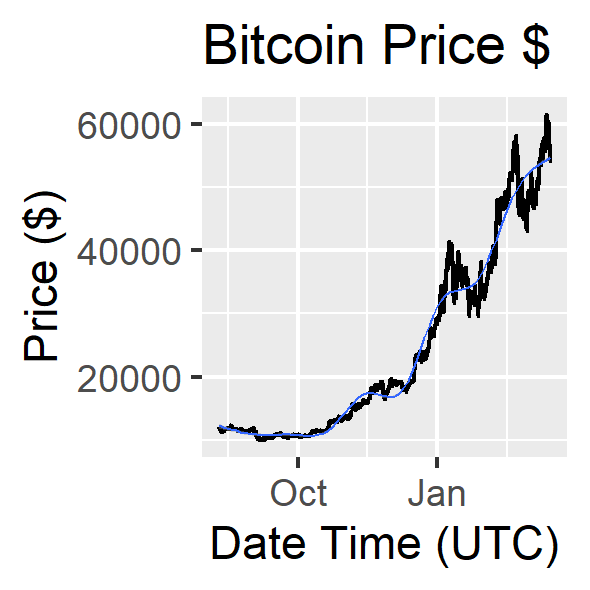 Bitcoin Price $
Price ($)
60000
40000
20000
Oct Jan
Date Time (UTC)